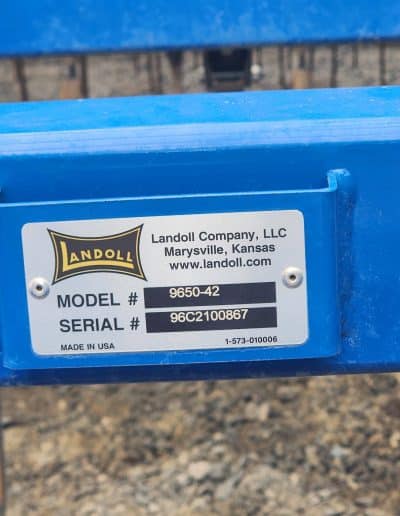 LANDOLL
Landoll Company, LLC
Marysville, Kansas
www.landoll.com
MODEL # 9650-42
SERIAL # 96C2100867
MADE IN USA 1-573-010006